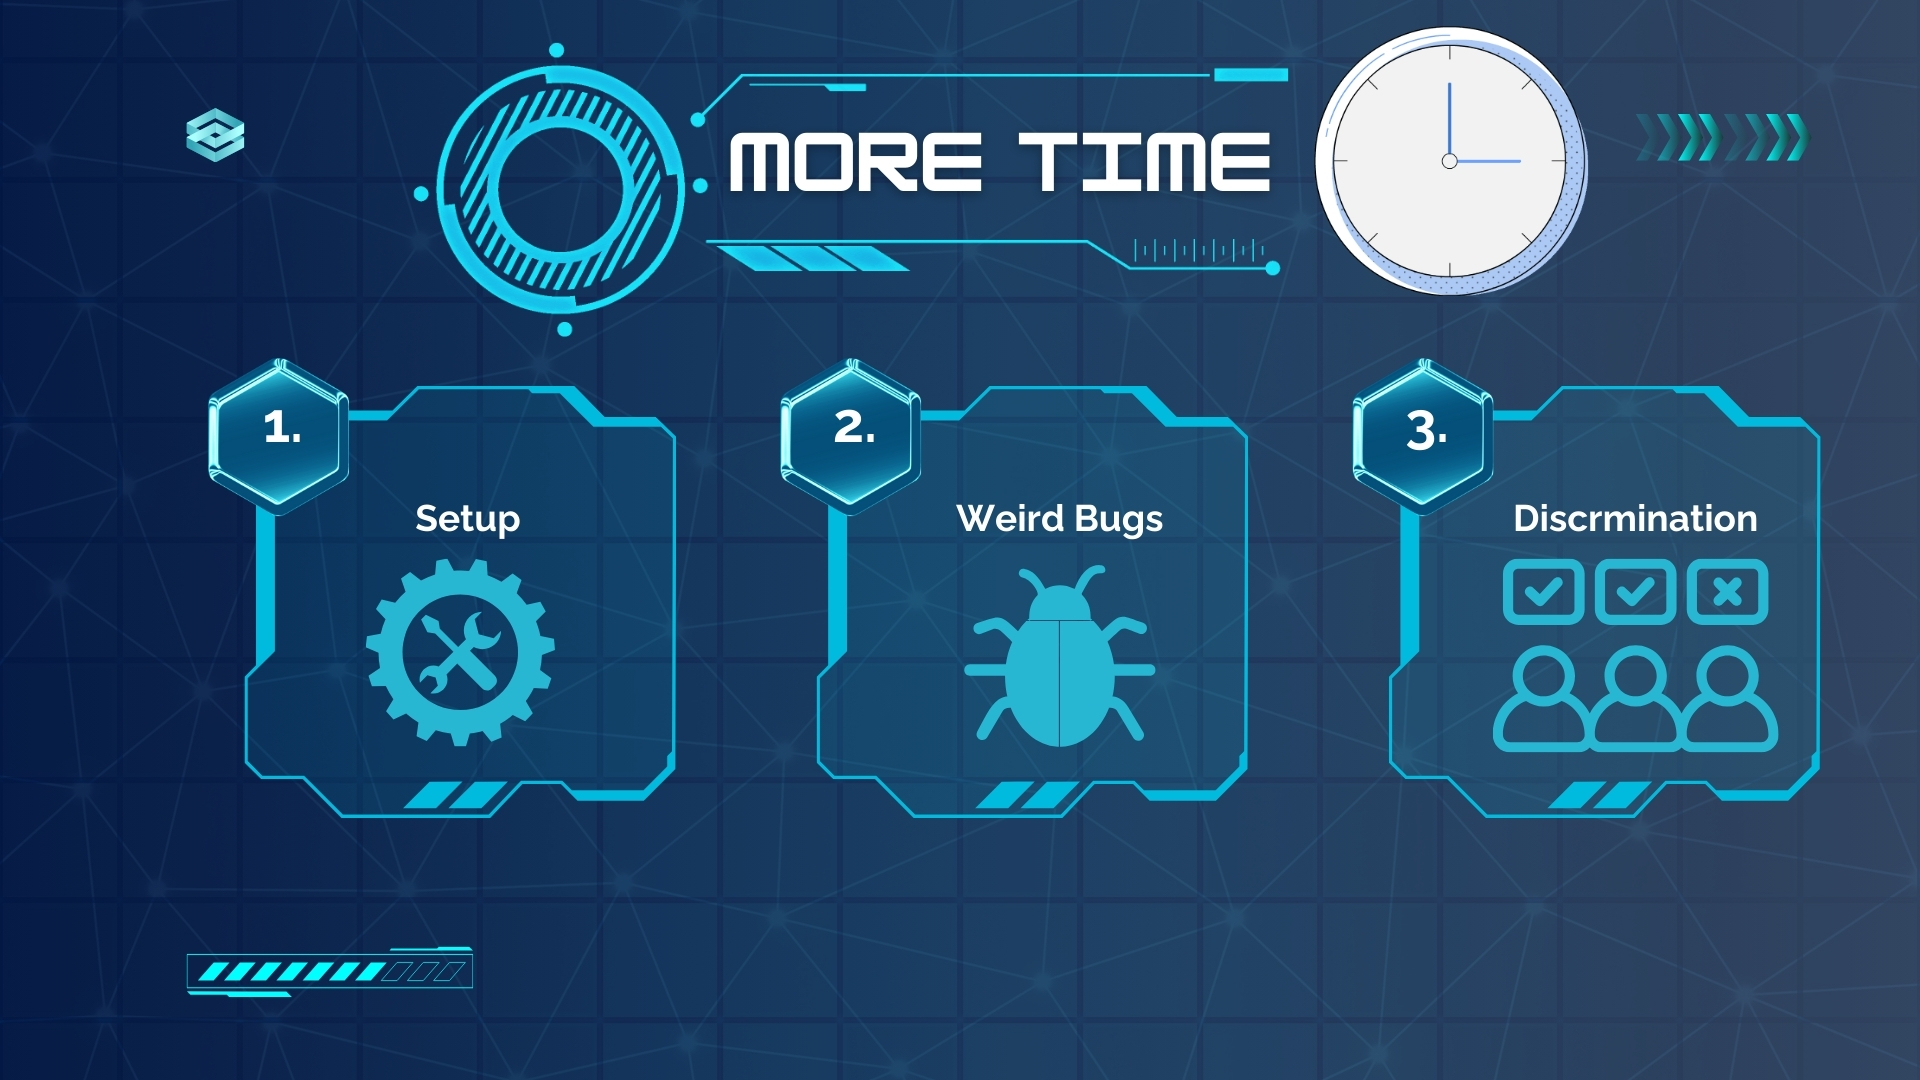 MORE TIME
1.
Setup
2.
Weird Bugs
3.
Discrmination